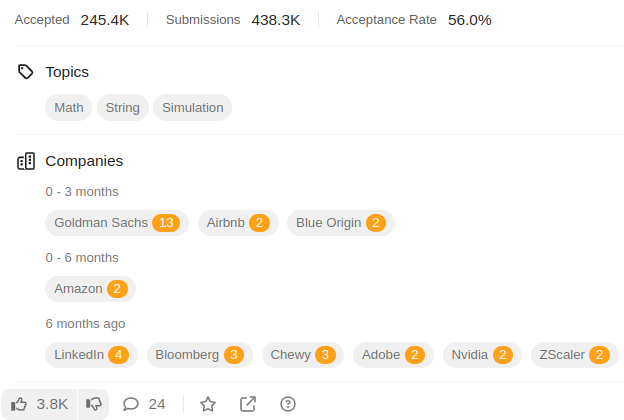 Accepted 245.4K Submissions 438.3K Acceptance Rate 56.0%
Topics
Math String Simulation
Companies
0 - 3 months
Goldman Sachs 13 Airbnb 2 Blue Origin 2
0 - 6 months
Amazon 2
6 months ago
LinkedIn 4 Bloomberg 3 Chewy 3 Adobe 2 Nvidia 2 ZScaler 2
3.8K 24